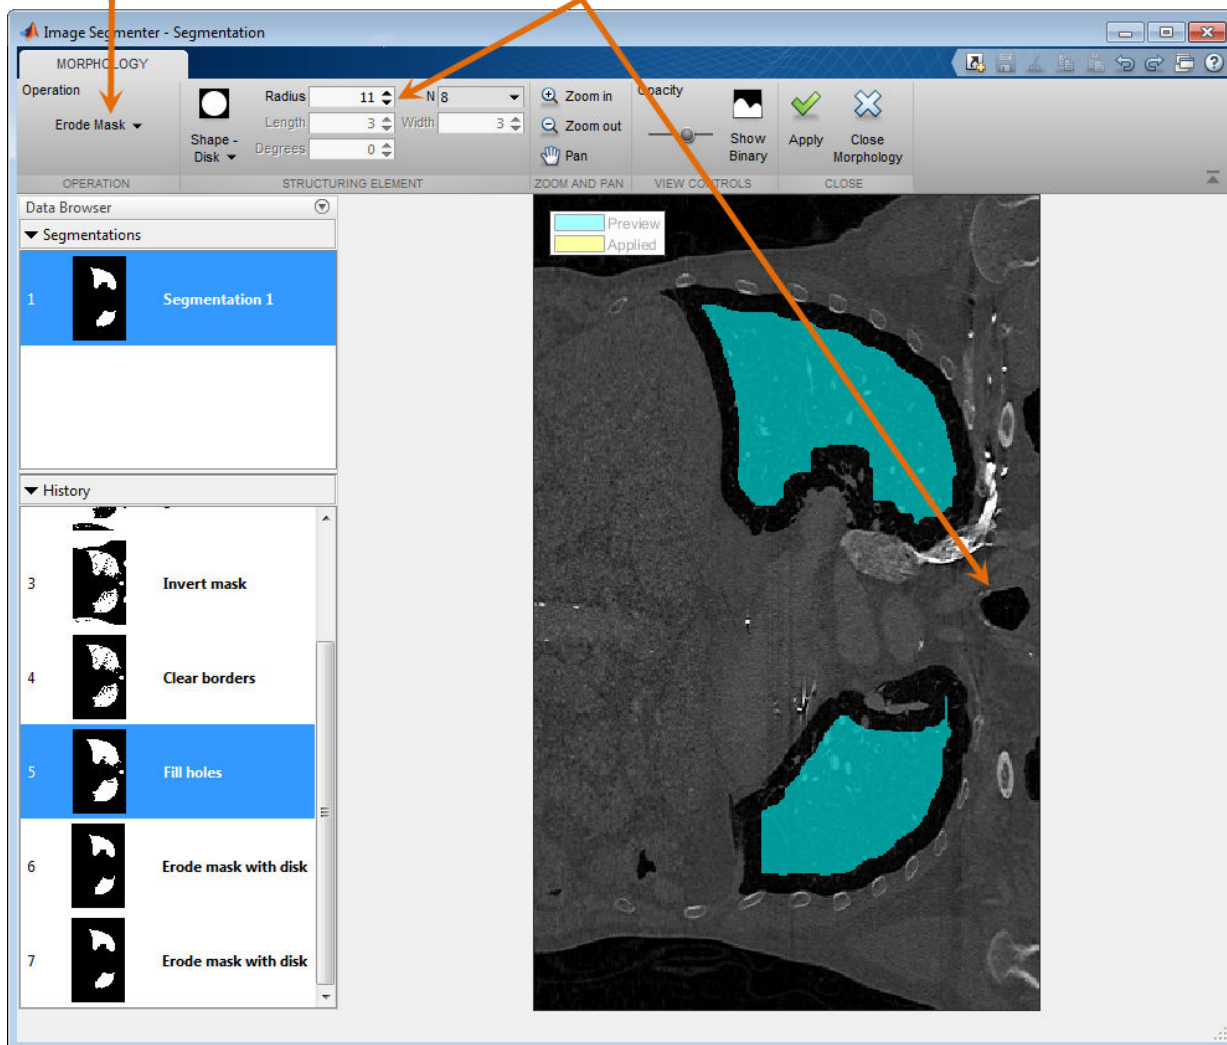 Image Segmenter - Segmentation
MORPHOLOGY
Operation
Erode Mask
Shape -
Disk
Radius 11 N 8
Length 3 Width 3
Degrees 0
Zoom in
Zoom out
Pan
Opacity
Show
Binary
Apply
Close
Morphology
OPERATION STRUCTURING ELEMENT ZOOM AND PAN VIEW CONTROLS CLOSE
Data Browser
Segmentations
1 Segmentation 1
History
3 Invert mask
4 Clear borders
5 Fill holes
6 Erode mask with disk
7 Erode mask with disk
Preview
Applied